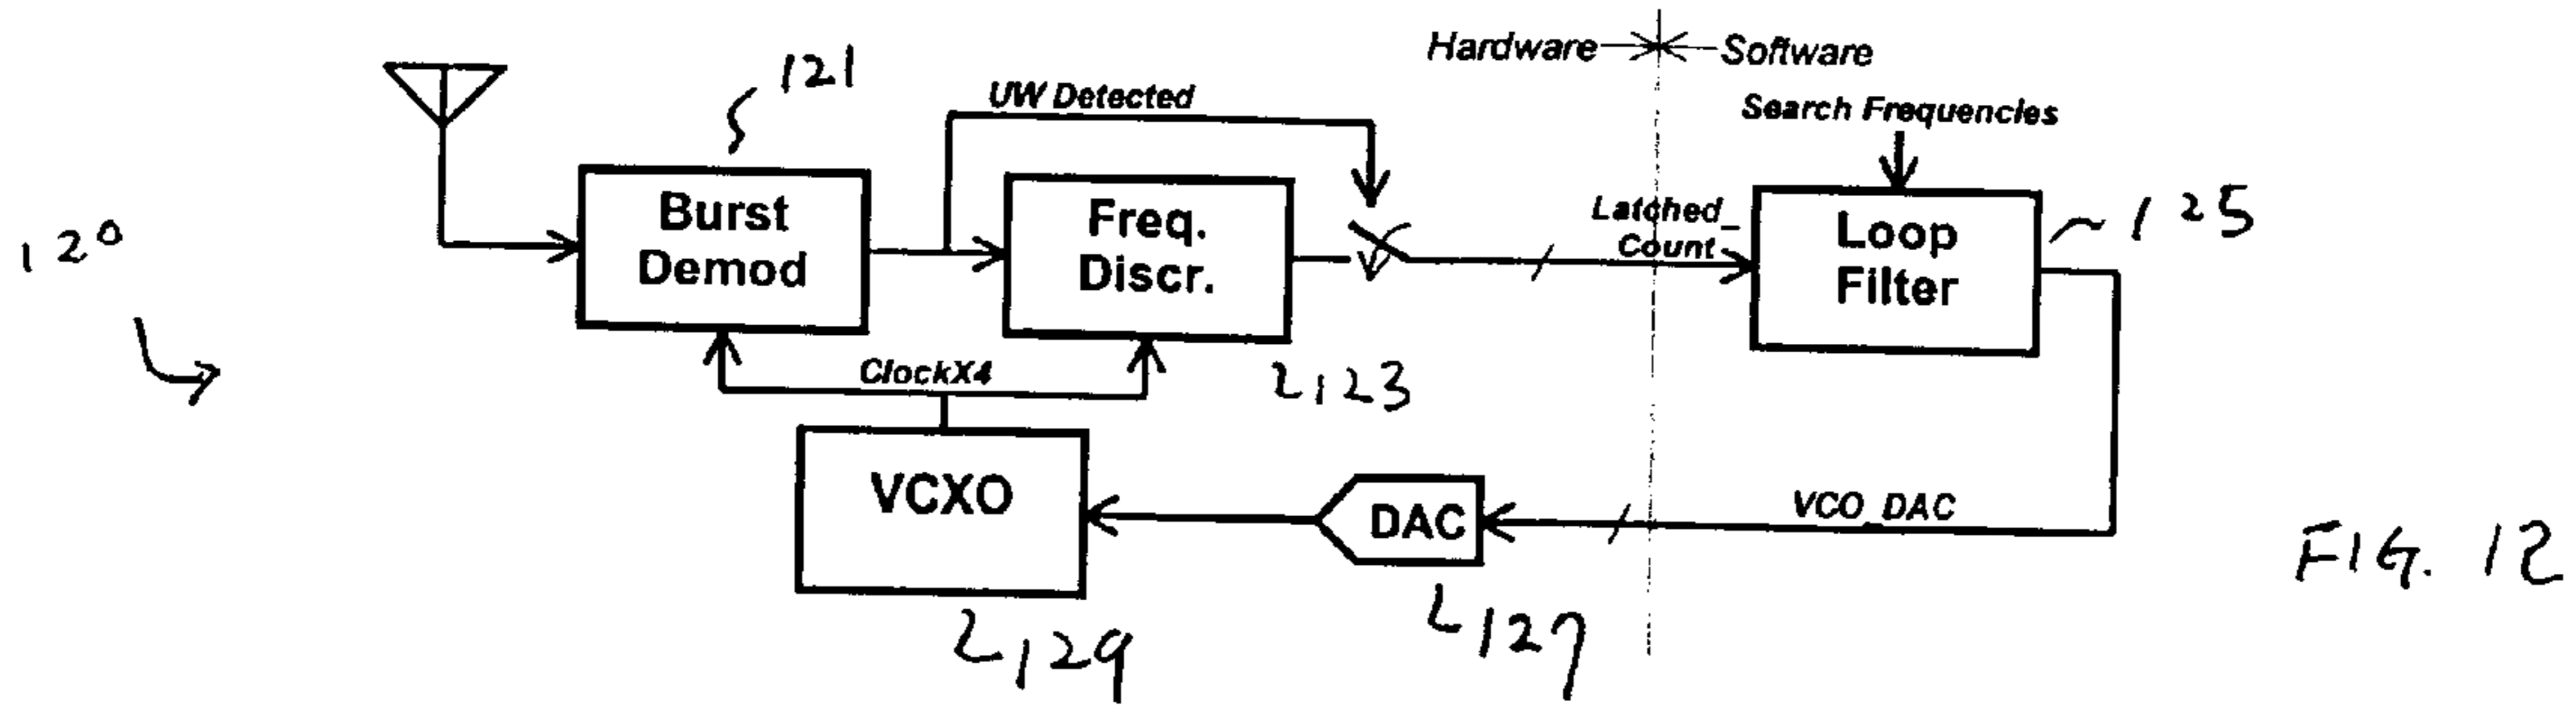 Hardware Software
121
UW Detected
Search Frequencies
Burst
Demod
Freq.
Discr.
Latched_
Count
Loop
Filter
125
120
ClockX4
123
VCXO
DAC
VCO_DAC
FIG. 12
129
127